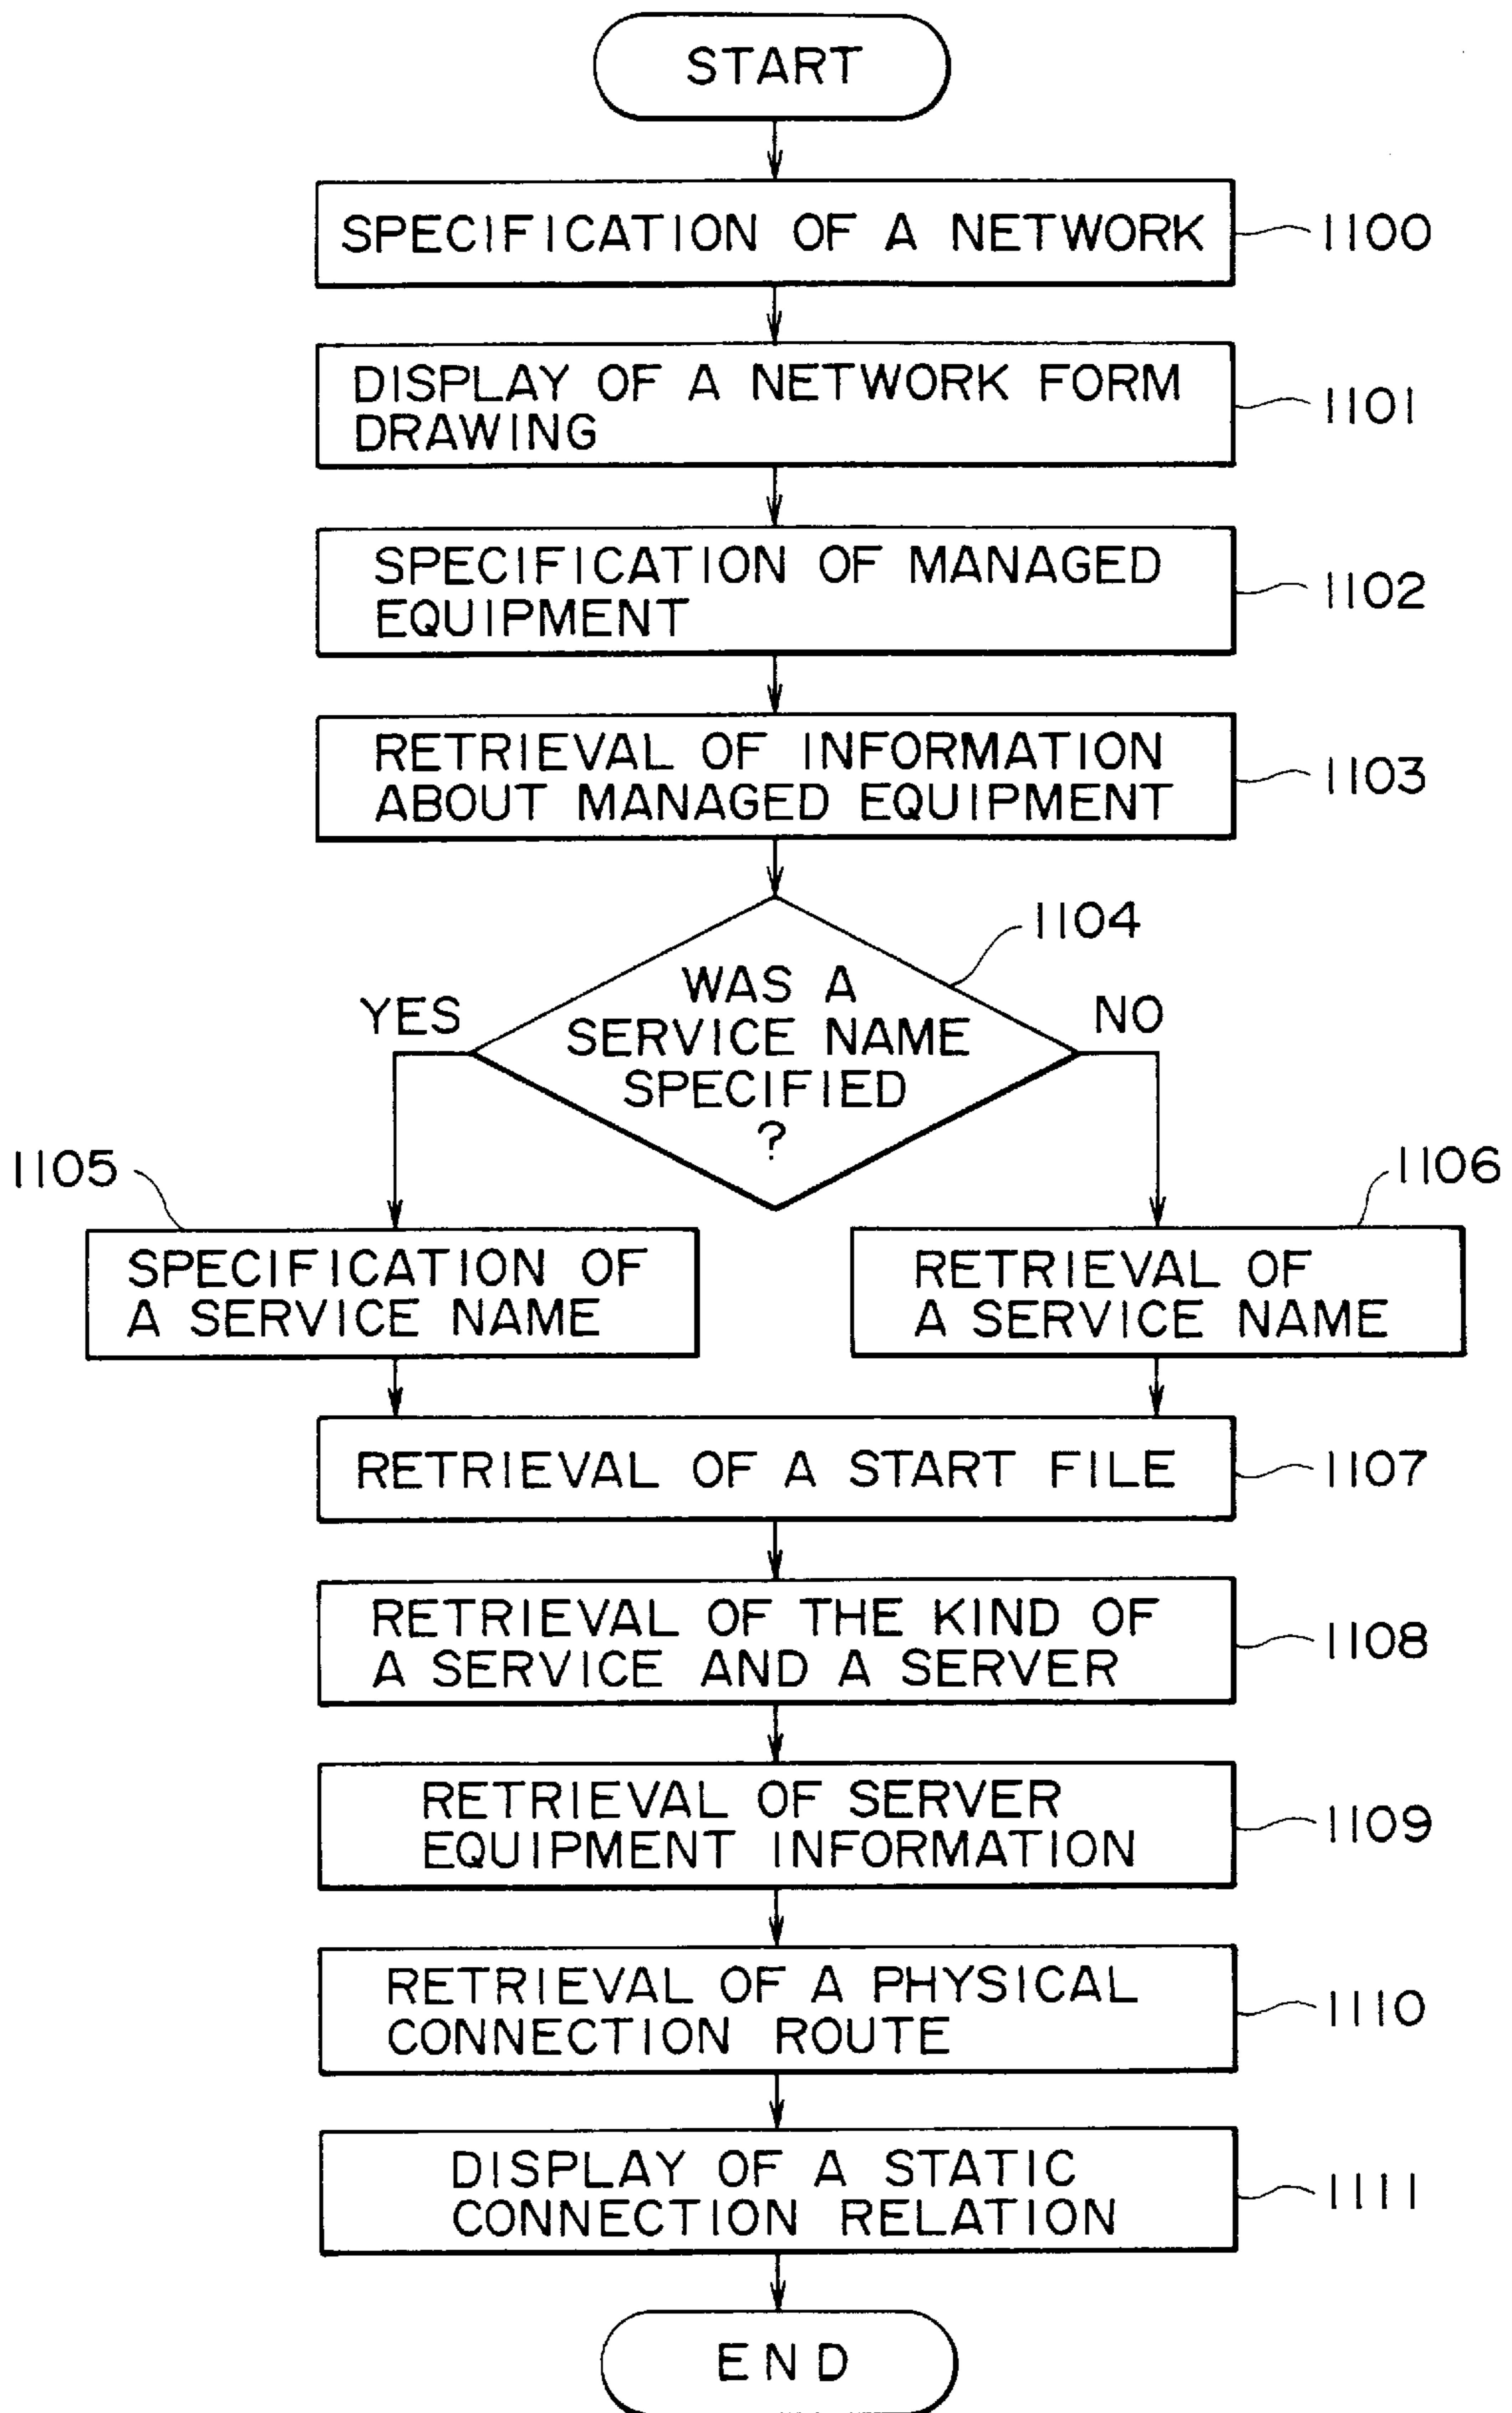 START
SPECIFICATION OF A NETWORK
1100
DISPLAY OF A NETWORK FORM
DRAWING
1101
SPECIFICATION OF MANAGED
EQUIPMENT
1102
RETRIEVAL OF INFORMATION
ABOUT MANAGED EQUIPMENT
1103
1104
WAS A
SERVICE NAME
SPECIFIED
?
YES
NO
1105
SPECIFICATION OF
A SERVICE NAME
1106
RETRIEVAL OF
A SERVICE NAME
RETRIEVAL OF A START FILE
1107
RETRIEVAL OF THE KIND OF
A SERVICE AND A SERVER
1108
RETRIEVAL OF SERVER
EQUIPMENT INFORMATION
1109
RETRIEVAL OF A PHYSICAL
CONNECTION ROUTE
1110
DISPLAY OF A STATIC
CONNECTION RELATION
1111
END